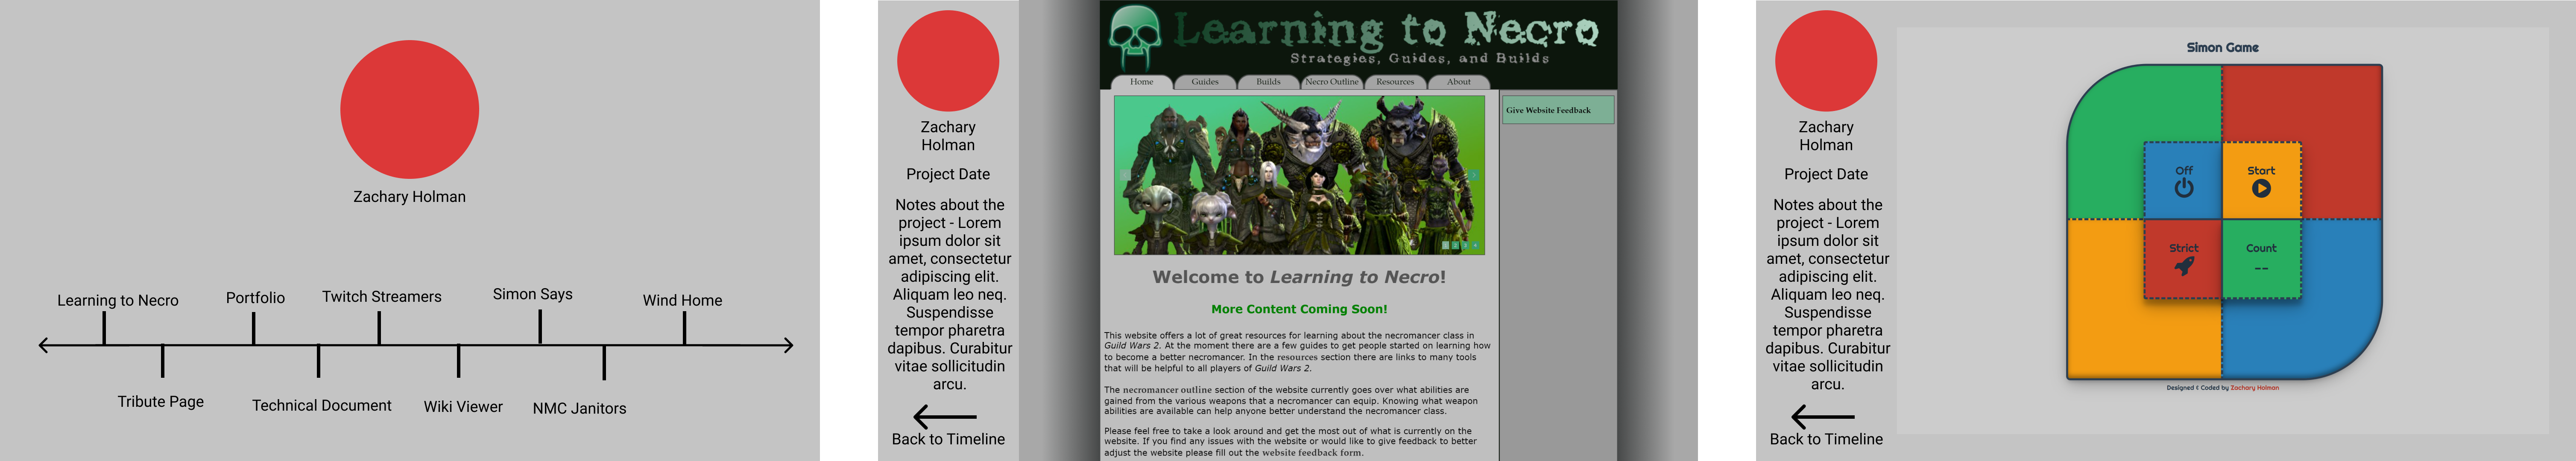 Zachary Holman
Learning to Necro
Portfolio
Twitch Streamers
Simon Says
Wind Home
Tribute Page
Technical Document
Wiki Viewer
NMC Janitors
Zachary
Holman
Project Date
Notes about the
project - Lorem
ipsum dolor sit
amet, consectetur
adipiscing elit.
Aliquam leo neq.
Suspendisse
tempor pharetra
dapibus. Curabitur
vitae sollicitudin
arcu.
Back to Timeline
Learning to Necro
Strategies, Guides, and Builds
Home
Guides
Builds
Necro Outline
Resources
About
1 2 3 4
Give Website Feedback
Welcome to Learning to Necro!
More Content Coming Soon!
This website offers a lot of great resources for learning about the necromancer class in
Guild Wars 2. At the moment there are a few guides to get people started on learning how
to become a better necromancer. In the resources section there are links to many tools
that will be helpful to all players of Guild Wars 2.
The necromancer outline section of the website currently goes over what abilities are
gained from the various weapons that a necromancer can equip. Knowing what weapon
abilities are available can help anyone better understand the necromancer class.
Please feel free to take a look around and get the most out of what is currently on the
website. If you find any issues with the website or would like to give feedback to better
adjust the website please fill out the website feedback form.
Zachary
Holman
Project Date
Notes about the
project - Lorem
ipsum dolor sit
amet, consectetur
adipiscing elit.
Aliquam leo neq.
Suspendisse
tempor pharetra
dapibus. Curabitur
vitae sollicitudin
arcu.
Back to Timeline
Simon Game
Off
Start
Strict
Count
--
Designed & Coded by Zachary Holman